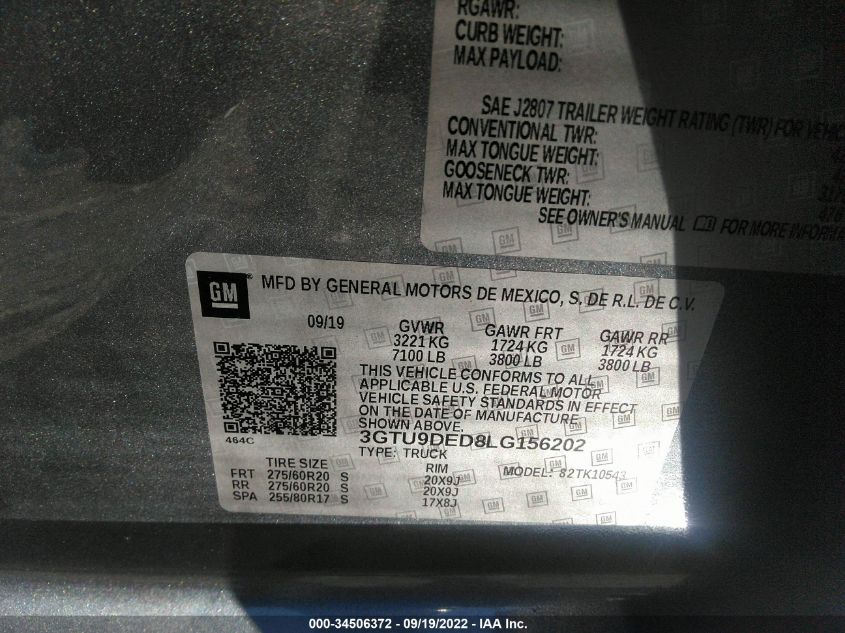 RGAWR:
CURB WEIGHT:
MAX PAYLOAD:
SAE J2807 TRAILER WEIGHT RATING (TWR) FOR VEHIC
CONVENTIONAL TWR:
MAX TONGUE WEIGHT:
GOOSENECK TWR:
MAX TONGUE WEIGHT:
SEE OWNER'S MANUAL FOR MORE INFORMA
GM
MFD BY GENERAL MOTORS DE MEXICO, S. DE R.L. DE C.V.
09/19 GVWR GAWR FRT GAWR RR
3221 KG 1724 KG 1724 KG
7100 LB 3800 LB 3800 LB
THIS VEHICLE CONFORMS TO ALL
APPLICABLE U.S. FEDERAL MOTOR
VEHICLE SAFETY STANDARDS IN EFFECT
ON THE DATE OF MANUFACTURE
SHOWN ABOVE.
464C
3GTU9DED8LG156202
TYPE: TRUCK
MODEL: 82TK10543
TIRE SIZE RIM
FRT 275/60R20 S 20X9J
RR 275/60R20 S 20X9J
SPA 255/80R17 S 17X8J
000-34506372 - 09/19/2022 - IAA Inc.